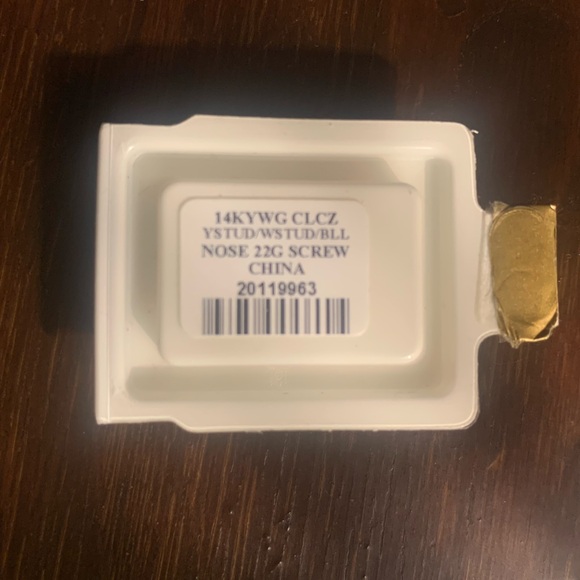 14KYWG CLCZ
YSTUD/WSTUD/BLL
NOSE 22G SCREW
CHINA
20119963